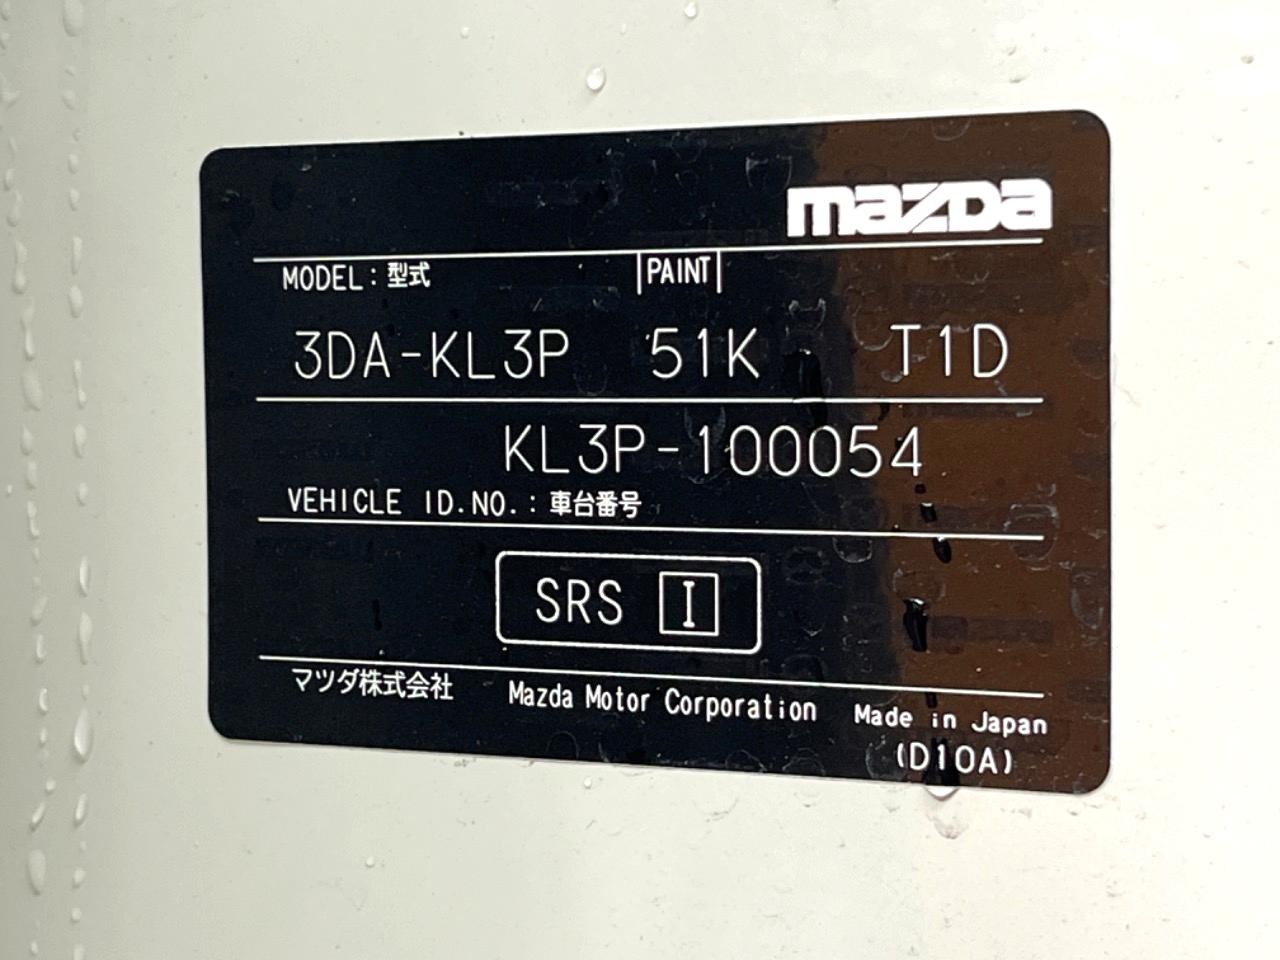 mazda
MODEL : 型式 PAINT
3DA-KL3P 51K T1D
KL3P-100054
VEHICLE ID.NO. : 車台番号
SRS I
マツダ株式会社 Mazda Motor Corporation Made in Japan
(D10A)